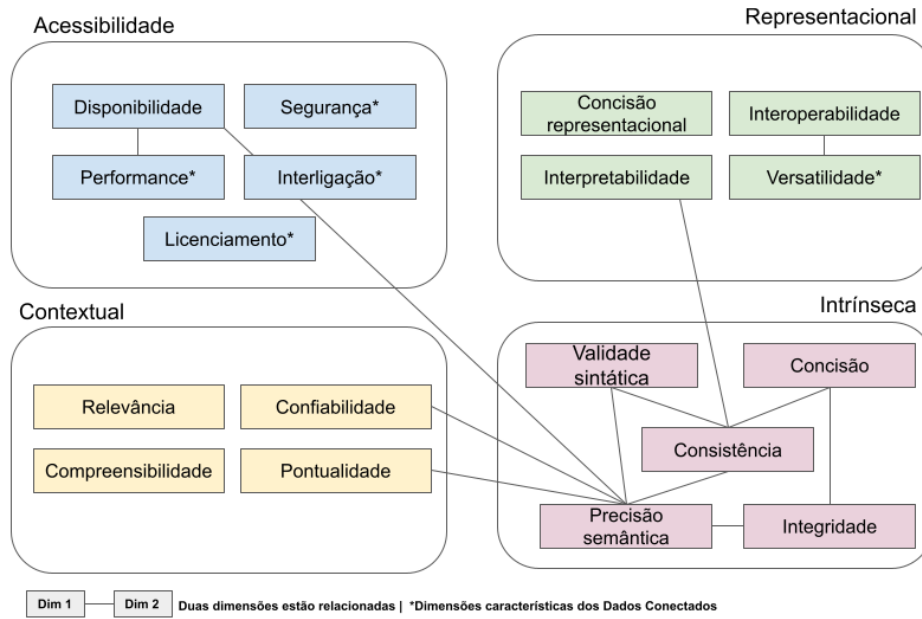 Acessibilidade
Disponibilidade
Segurança*
Performance*
Interligação*
Licenciamento*
Representacional
Concisão
representacional
Interoperabilidade
Interpretabilidade
Versatilidade*
Contextual
Relevância
Confiabilidade
Compreensibilidade
Pontualidade
Intrínseca
Validade
sintática
Concisão
Consistência
Precisão
semântica
Integridade
Dim 1
Dim 2
Duas dimensões estão relacionadas | *Dimensões características dos Dados Conectados